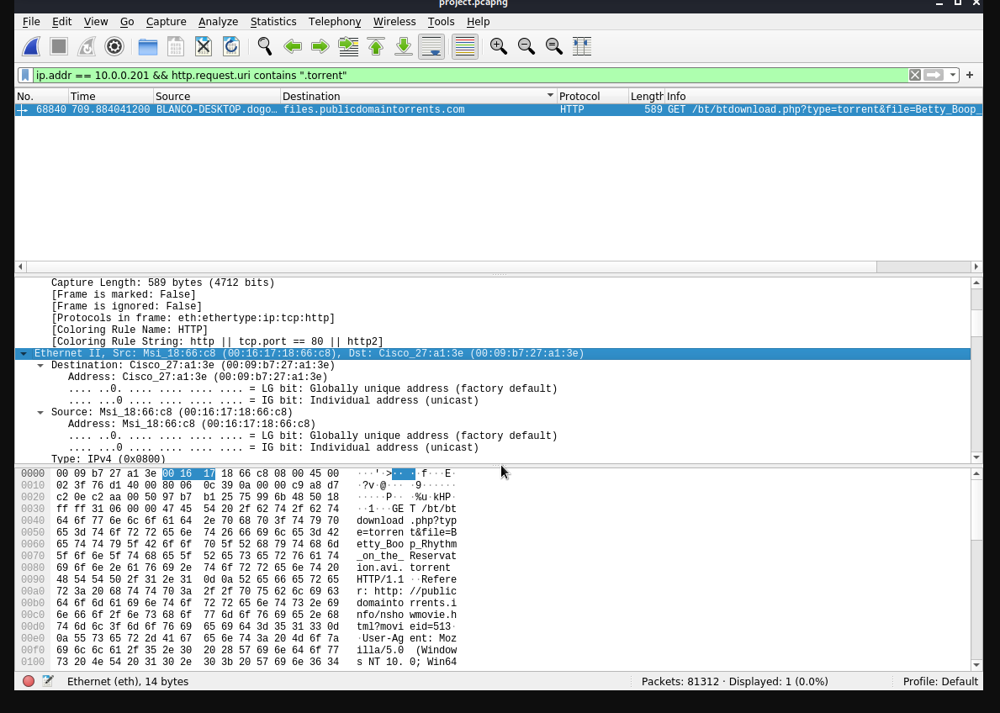 project.pcapng
File Edit View Go Capture Analyze Statistics Telephony Wireless Tools Help
ip.addr == 10.0.0.201 && http.request.uri contains ".torrent"
No. Time Source Destination Protocol Length Info
68840 709.884041200 BLANCO-DESKTOP.dogo… files.publicdomaintorrents.com HTTP 589 GET /bt/btdownload.php?type=torrent&file=Betty_Boop_
Capture Length: 589 bytes (4712 bits)
[Frame is marked: False]
[Frame is ignored: False]
[Protocols in frame: eth:ethertype:ip:tcp:http]
[Coloring Rule Name: HTTP]
[Coloring Rule String: http || tcp.port == 80 || http2]
Ethernet II, Src: Msi_18:66:c8 (00:16:17:18:66:c8), Dst: Cisco_27:a1:3e (00:09:b7:27:a1:3e)
Destination: Cisco_27:a1:3e (00:09:b7:27:a1:3e)
Address: Cisco_27:a1:3e (00:09:b7:27:a1:3e)
.... ..0. .... .... .... .... = LG bit: Globally unique address (factory default)
.... ...0 .... .... .... .... = IG bit: Individual address (unicast)
Source: Msi_18:66:c8 (00:16:17:18:66:c8)
Address: Msi_18:66:c8 (00:16:17:18:66:c8)
.... ..0. .... .... .... .... = LG bit: Globally unique address (factory default)
.... ...0 .... .... .... .... = IG bit: Individual address (unicast)
Type: IPv4 (0x0800)
0000 00 09 b7 27 a1 3e 00 16 17 18 66 c8 08 00 45 00 ···'·>·· ··f···E·
0010 02 3f 76 d1 40 00 80 06 0c 39 0a 00 00 c9 a8 d7 ·?v·@··· ·9······
0020 c2 0e c2 aa 00 50 97 b7 b1 25 75 99 6b 48 50 18 ·····P·· ·%u·kHP·
0030 ff ff 31 06 00 00 47 45 54 20 2f 62 74 2f 62 74 ··1···GE T /bt/bt
0040 64 6f 77 6e 6c 6f 61 64 2e 70 68 70 3f 74 79 70 download .php?typ
0050 65 3d 74 6f 72 72 65 6e 74 26 66 69 6c 65 3d 42 e=torren t&file=B
0060 65 74 74 79 5f 42 6f 6f 70 5f 52 68 79 74 68 6d etty_Boo p_Rhythm
0070 5f 6f 6e 5f 74 68 65 5f 52 65 73 65 72 76 61 74 _on_the_ Reservat
0080 69 6f 6e 2e 61 76 69 2e 74 6f 72 72 65 6e 74 20 ion.avi. torrent
0090 48 54 54 50 2f 31 2e 31 0d 0a 52 65 66 65 72 65 HTTP/1.1 ··Refere
00a0 72 3a 20 68 74 74 70 3a 2f 2f 70 75 62 6c 69 63 r: http: //public
00b0 64 6f 6d 61 69 6e 74 6f 72 72 65 6e 74 73 2e 69 domainto rrents.i
00c0 6e 66 6f 2f 6e 73 68 6f 77 6d 6f 76 69 65 2e 68 nfo/nsho wmovie.h
00d0 74 6d 6c 3f 6d 6f 76 69 65 69 64 3d 35 31 33 0d tml?movi eid=513·
00e0 0a 55 73 65 72 2d 41 67 65 6e 74 3a 20 4d 6f 7a ·User-Ag ent: Moz
00f0 69 6c 6c 61 2f 35 2e 30 20 28 57 69 6e 64 6f 77 illa/5.0 (Window
0100 73 20 4e 54 20 31 30 2e 30 3b 20 57 69 6e 36 34 s NT 10. 0; Win64
Ethernet (eth), 14 bytes Packets: 81312 · Displayed: 1 (0.0%) Profile: Default